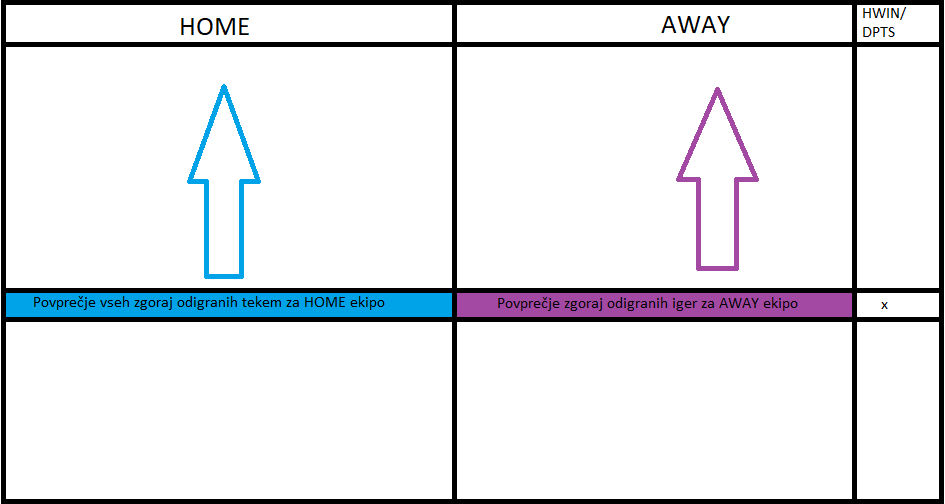 HOME
AWAY
HWIN/
DPTS
Povprečje vseh zgoraj odigranih tekem za HOME ekipo
Povprečje zgoraj odigranih iger za AWAY ekipo
x